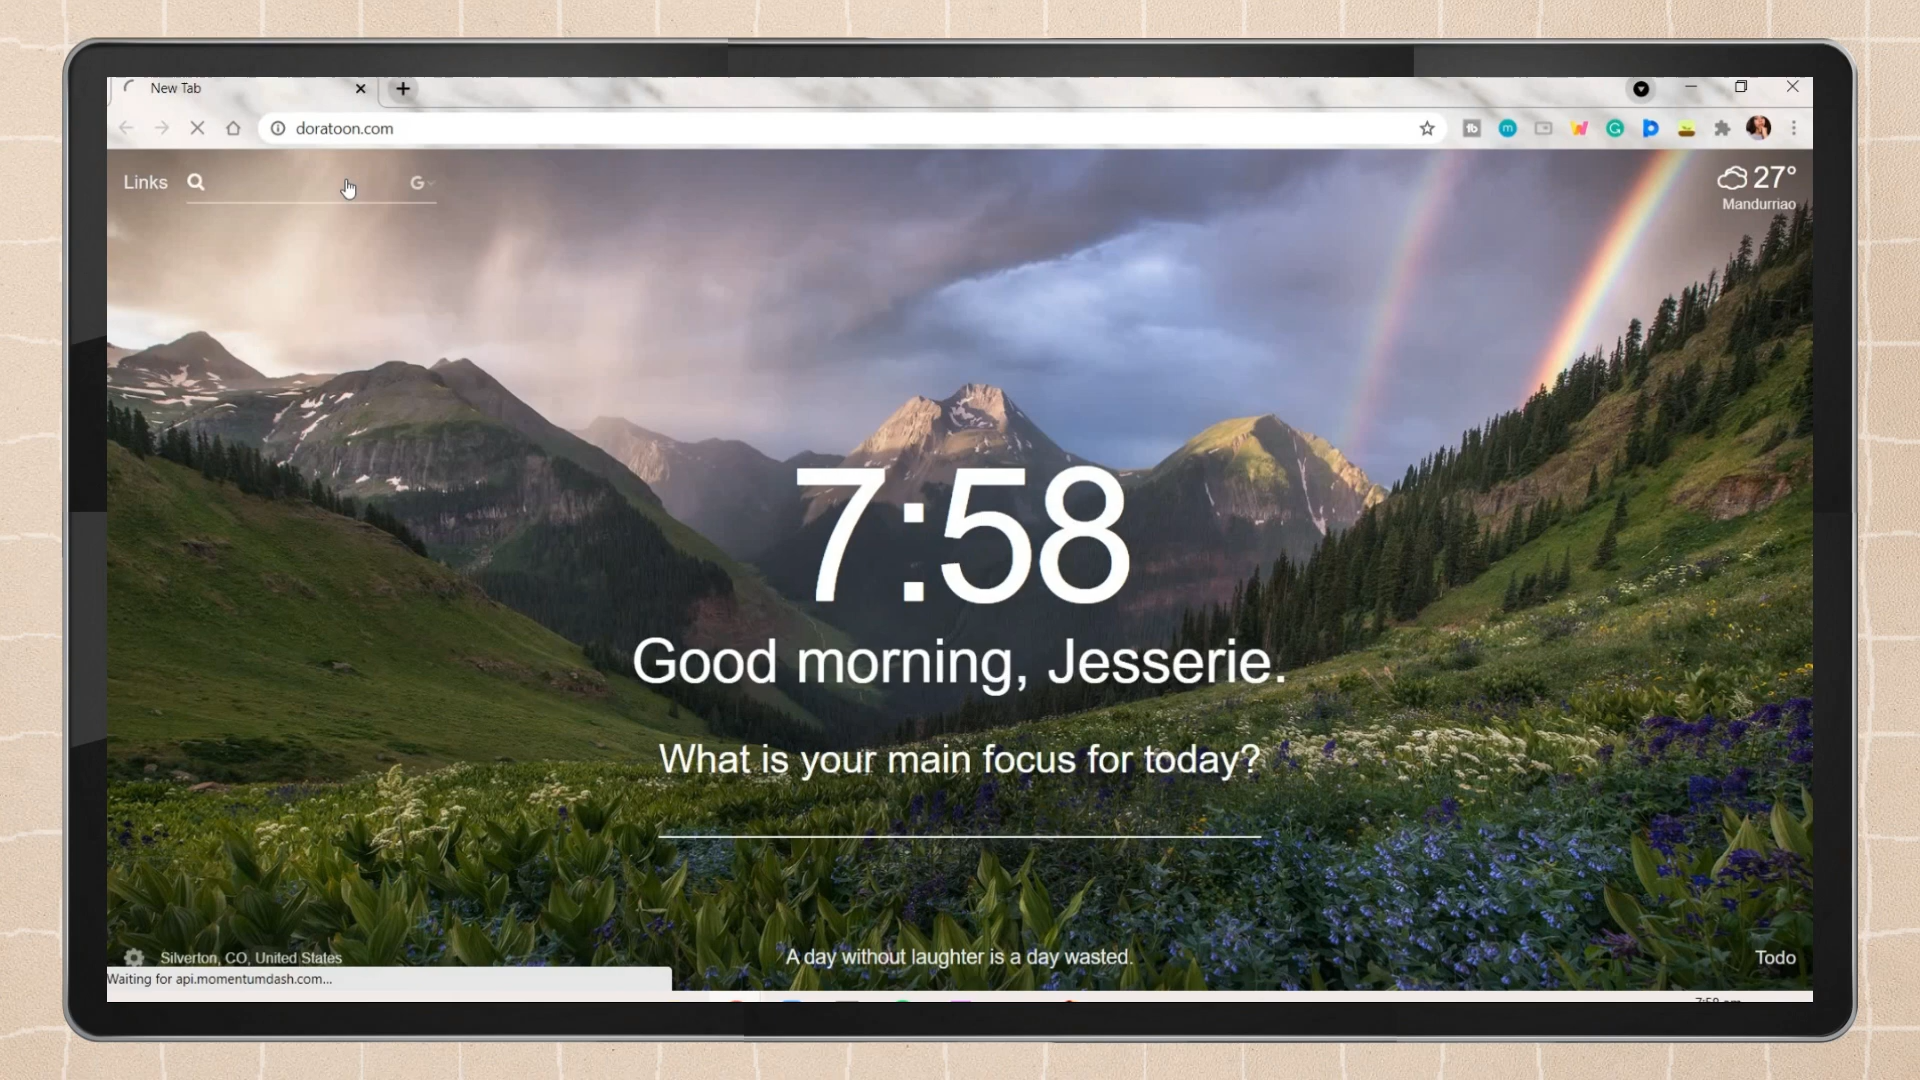 New Tab
doratoon.com
Links
27°
Mandurriao
7:58
Good morning, Jesserie.
What is your main focus for today?
Silverton, CO, United States
A day without laughter is a day wasted.
Todo
Waiting for api.momentumdash.com...